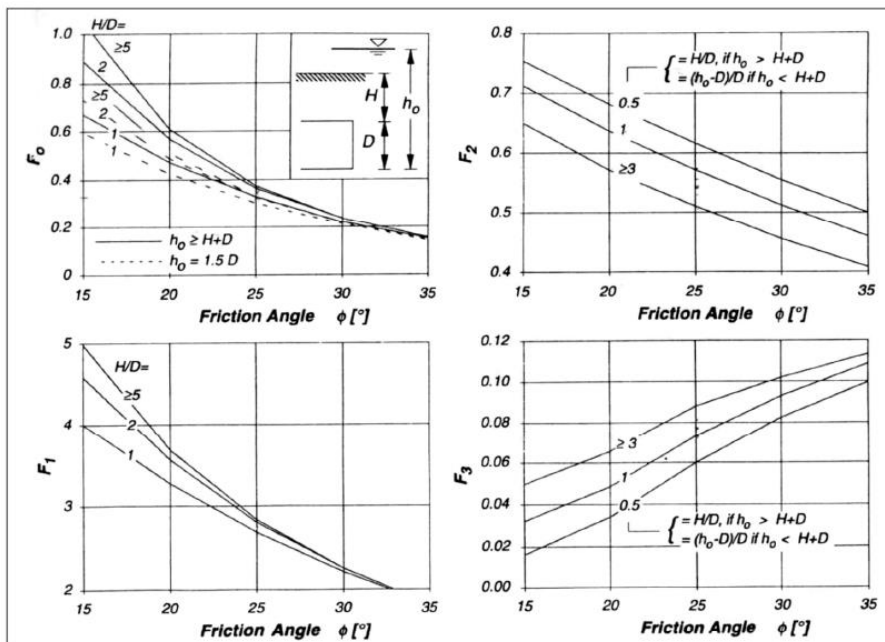 H/D=
1.0
≥5
0.8
2
≥5
0.6
2
1
F₀
0.4
1
0.2
h₀ ≥ H+D
h₀ = 1.5 D
0
15 20 25 30 35
Friction Angle ϕ [°]
H
h₀
D
0.8
{ = H/D, if h₀ > H+D
= (h₀-D)/D if h₀ < H+D
0.7
0.5
1
F₂
0.6
≥3
0.5
0.4
15 20 25 30 35
Friction Angle ϕ [°]
5
H/D=
≥5
4
2
F₁
1
3
2
15 20 25 30 35
Friction Angle ϕ [°]
0.12
0.10
0.08
≥ 3
F₃
0.06
1
0.04
0.5
{ = H/D, if h₀ > H+D
= (h₀-D)/D if h₀ < H+D
0.02
0.00
15 20 25 30 35
Friction Angle ϕ [°]